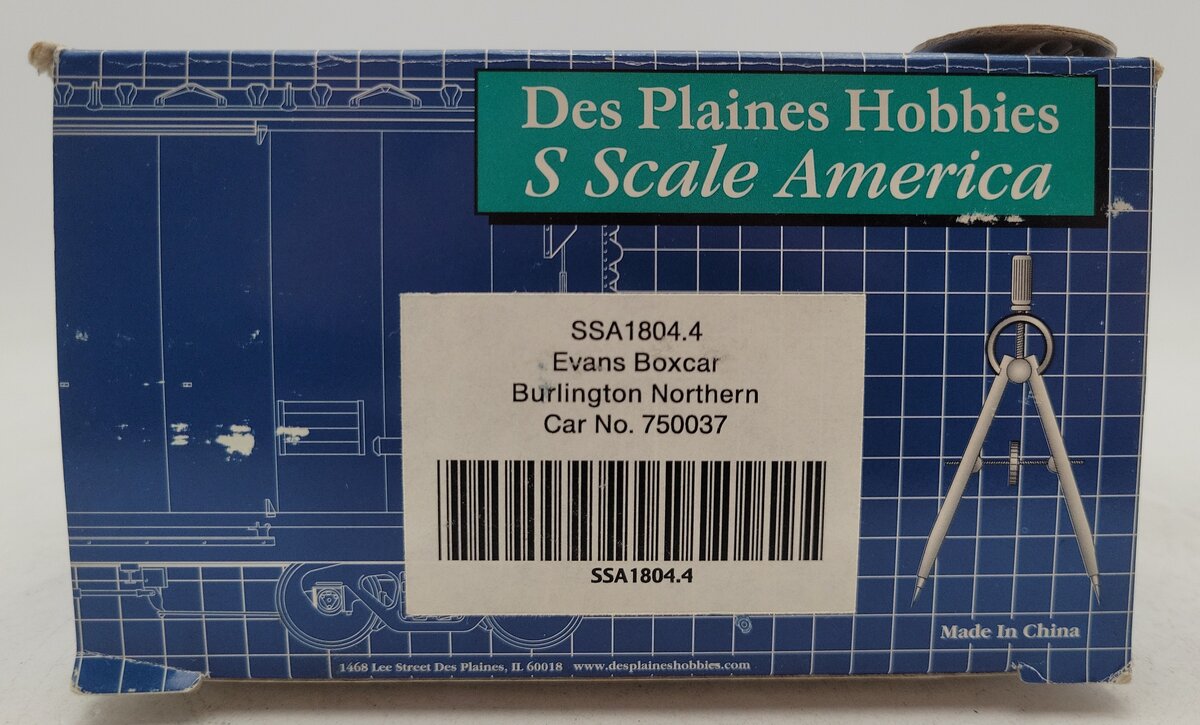 Des Plaines Hobbies
S Scale America
SSA1804.4
Evans Boxcar
Burlington Northern
Car No. 750037
SSA1804.4
Made In China
1468 Lee Street Des Plaines, IL 60018 www.desplaineshobbies.com